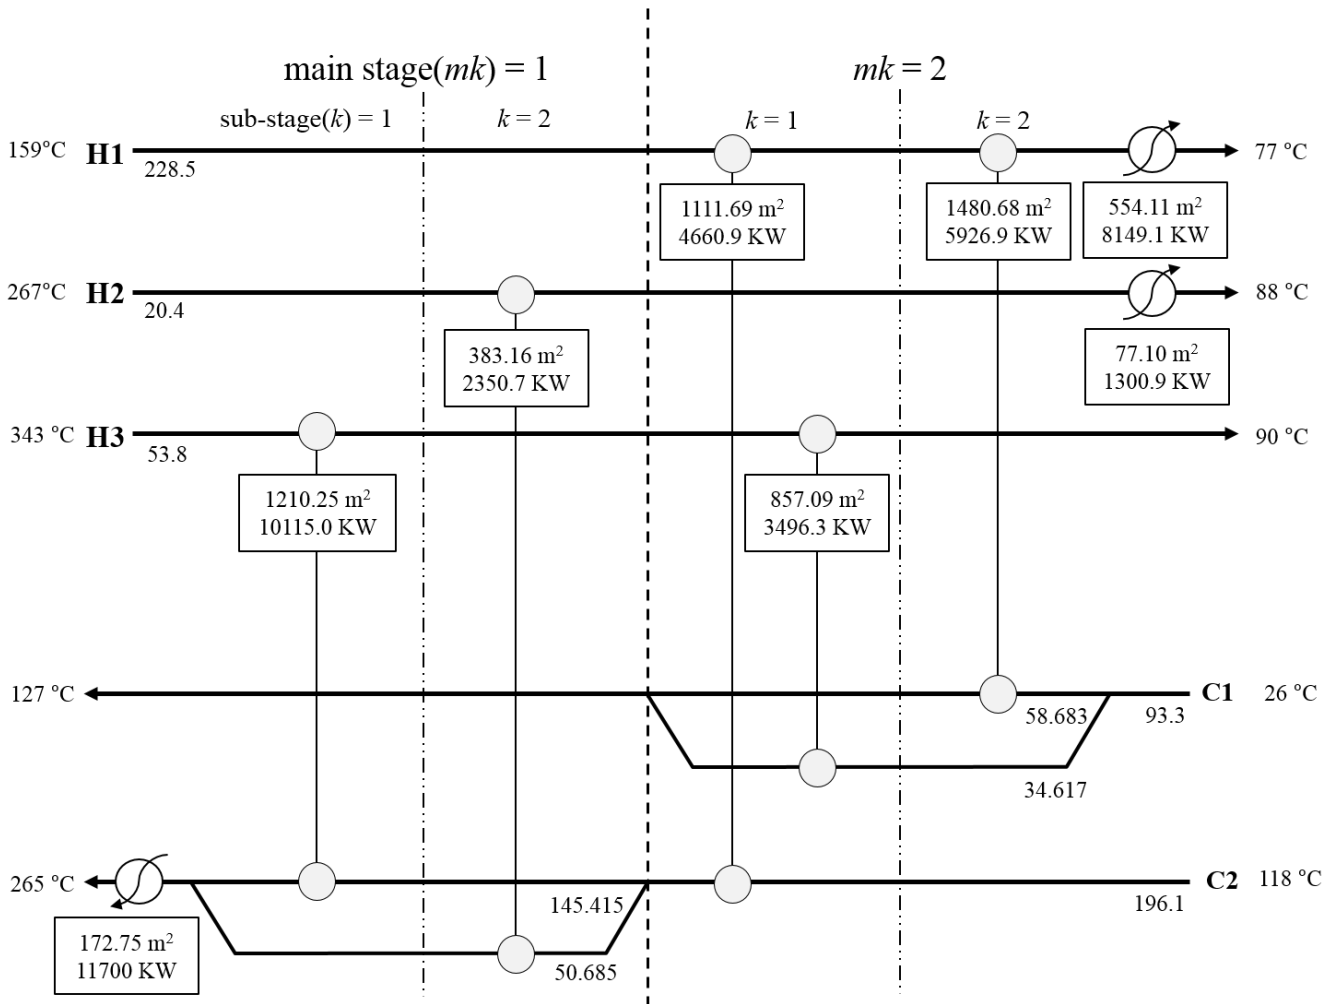 main stage(mk) = 1
mk = 2
sub-stage(k) = 1
k = 2
k = 1
k = 2
159°C H1
228.5
77 °C
1111.69 m²
4660.9 KW
1480.68 m²
5926.9 KW
554.11 m²
8149.1 KW
267°C H2
20.4
88 °C
383.16 m²
2350.7 KW
77.10 m²
1300.9 KW
343 °C H3
53.8
90 °C
1210.25 m²
10115.0 KW
857.09 m²
3496.3 KW
127 °C
C1 26 °C
58.683
93.3
34.617
265 °C
C2 118 °C
145.415
196.1
172.75 m²
11700 KW
50.685